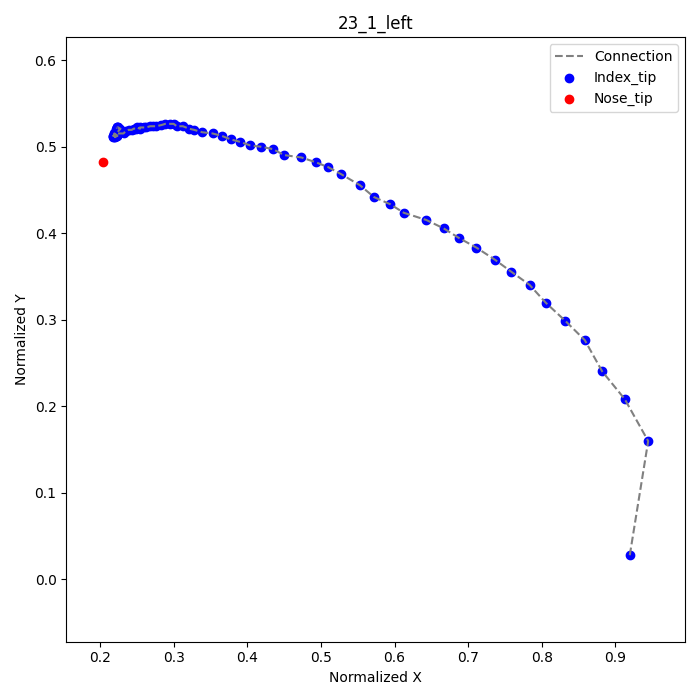 23_1_left
Connection
Index_tip
Nose_tip
0.6
0.5
0.4
0.3
0.2
0.1
0.0
Normalized Y
0.2 0.3 0.4 0.5 0.6 0.7 0.8 0.9
Normalized X